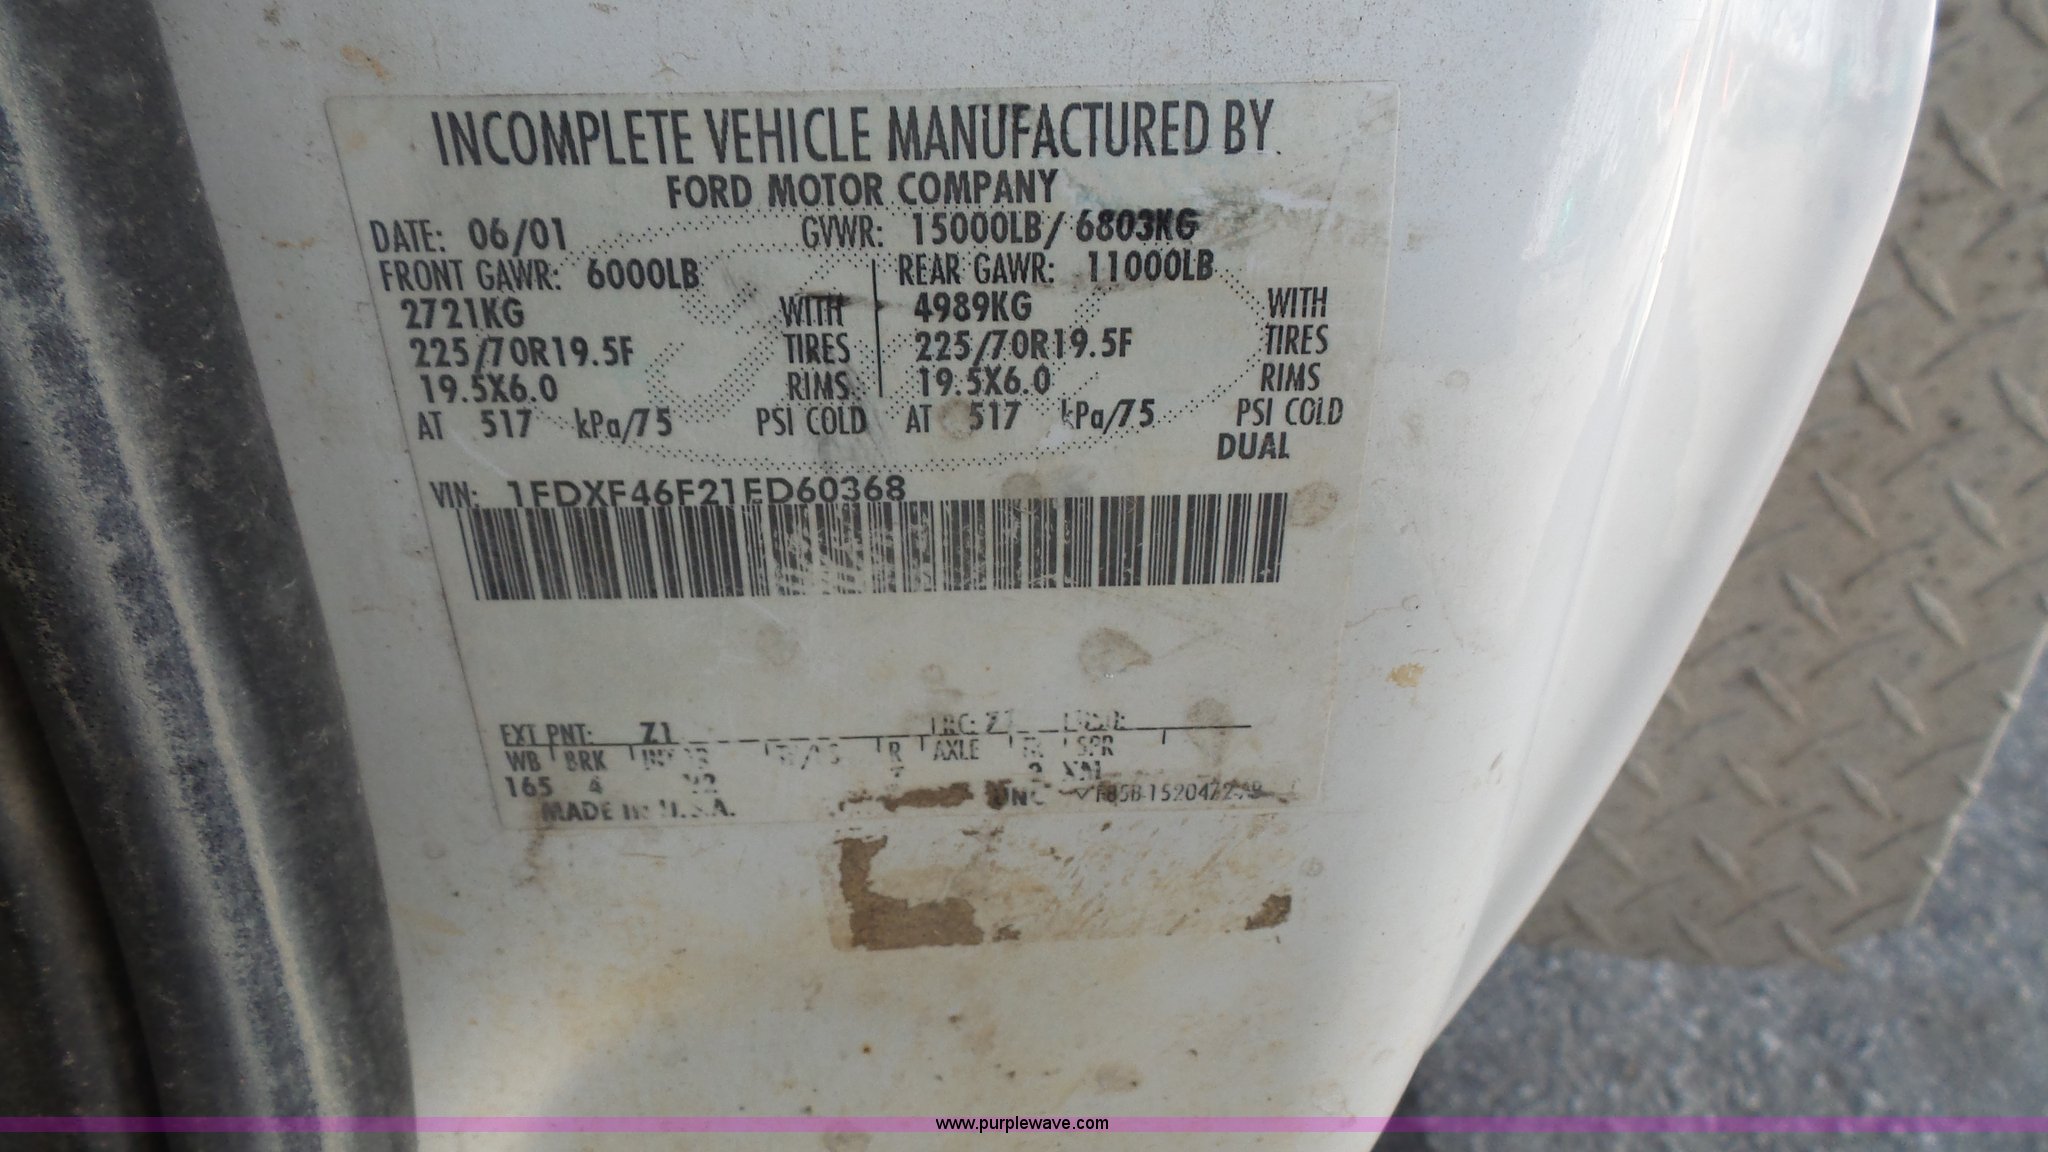 INCOMPLETE VEHICLE MANUFACTURED BY
FORD MOTOR COMPANY
DATE: 06/01 GVWR: 15000LB/ 6803KG
FRONT GAWR: 6000LB REAR GAWR: 11000LB
2721KG WITH 4989KG WITH
225/70R19.5F TIRES 225/70R19.5F TIRES
19.5X6.0 RIMS 19.5X6.0 RIMS
AT 517 kPa/75 PSI COLD AT 517 kPa/75 PSI COLD
DUAL
VIN: 1FDXF46F21ED60368
EXT PNT: Z1
WB BRK R AXLE SPR
165 4
MADE IN U.S.A.
www.purplewave.com